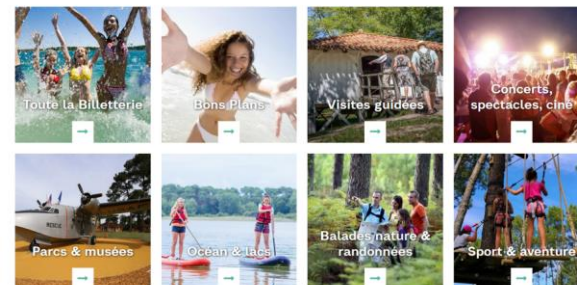 Toute la Billetterie
Bons Plans
Visites guidées
Concerts,
spectacles, ciné
Parcs & musées
Océan & lacs
Balades nature &
randonnées
Sport & aventure